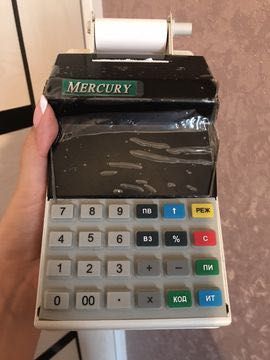 MERCURY
7 8 9 ПВ ↑ РЕЖ
4 5 6 ВЗ % С
1 2 3 + - ПИ
0 00 · X КОД ИТ